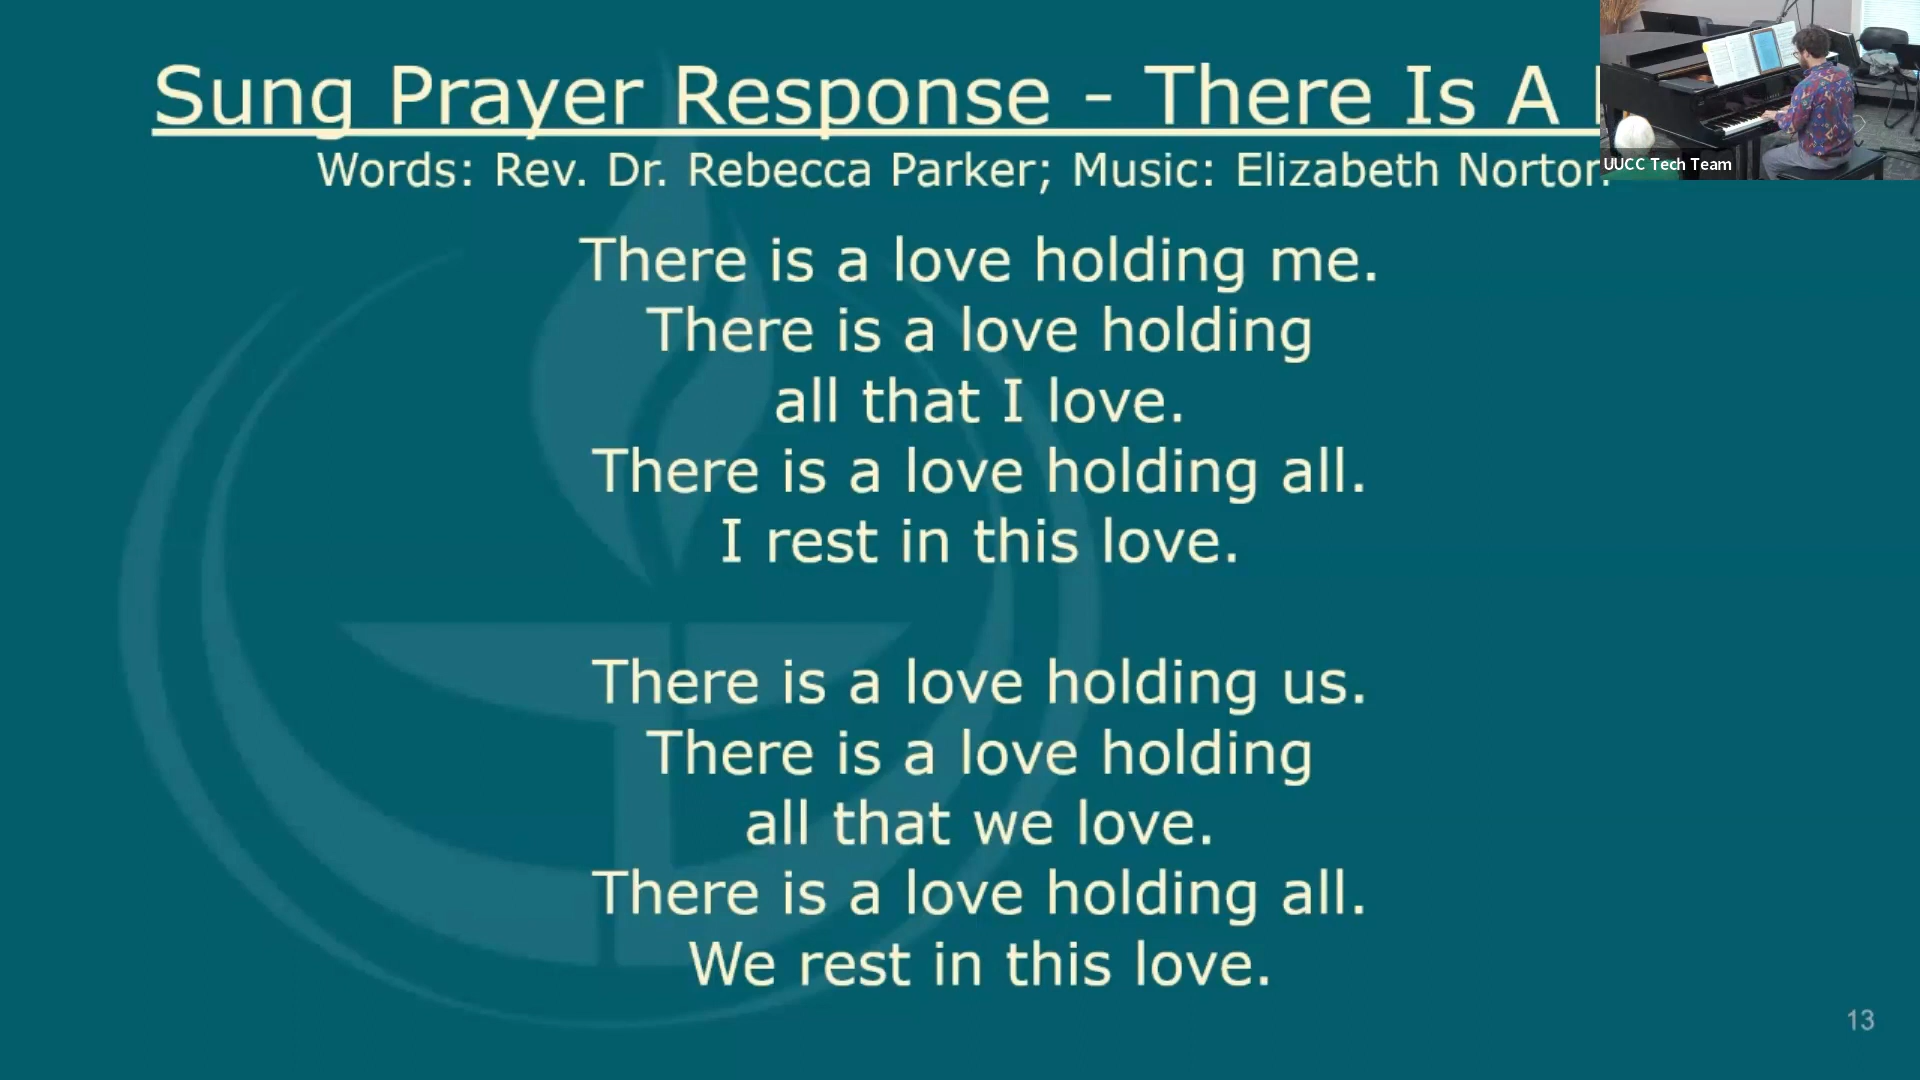 Sung Prayer Response - There Is A
Words: Rev. Dr. Rebecca Parker; Music: Elizabeth Norton
UUCC Tech Team
There is a love holding me.
There is a love holding
all that I love.
There is a love holding all.
I rest in this love.
There is a love holding us.
There is a love holding
all that we love.
There is a love holding all.
We rest in this love.
13